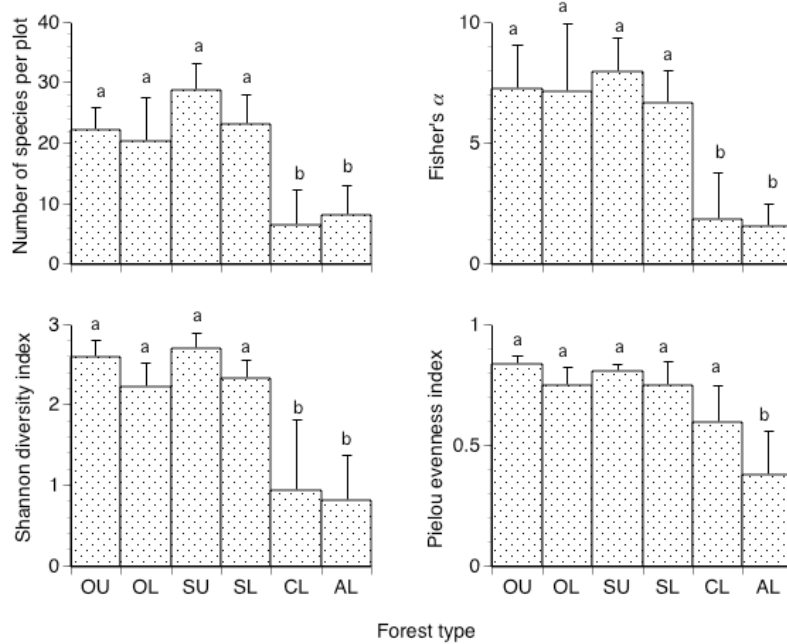 Number of species per plot
40
30
20
10
0
a
a
a
a
b
b
Fisher's α
10
5
0
a
a
a
a
b
b
Shannon diversity index
3
2
1
0
a
a
a
a
b
b
OU OL SU SL CL AL
Pielou evenness index
1
0.5
0
a
a
a
a
a
b
OU OL SU SL CL AL
Forest type